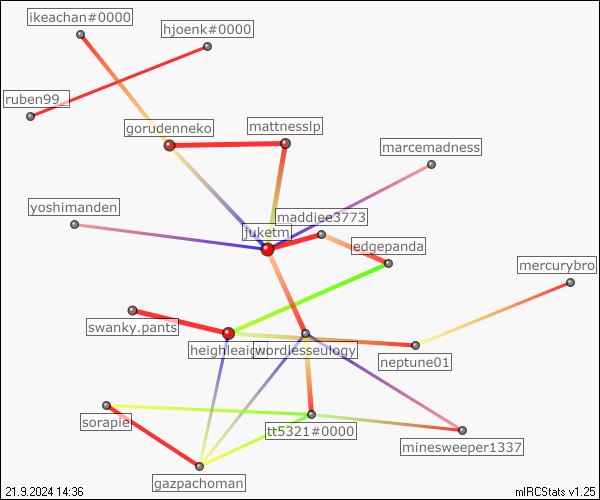 ikeachan#0000
hjoenk#0000
ruben99_
gorudenneko
mattnesslp
marcemadness
yoshimanden
maddiee3773
juketm
edgepanda
mercurybro
swanky.pants
wordlesseulogy
neptune01
sorapie
tt5321#0000
minesweeper1337
gazpachoman
21.9.2024 14:36
mIRCStats v1.25